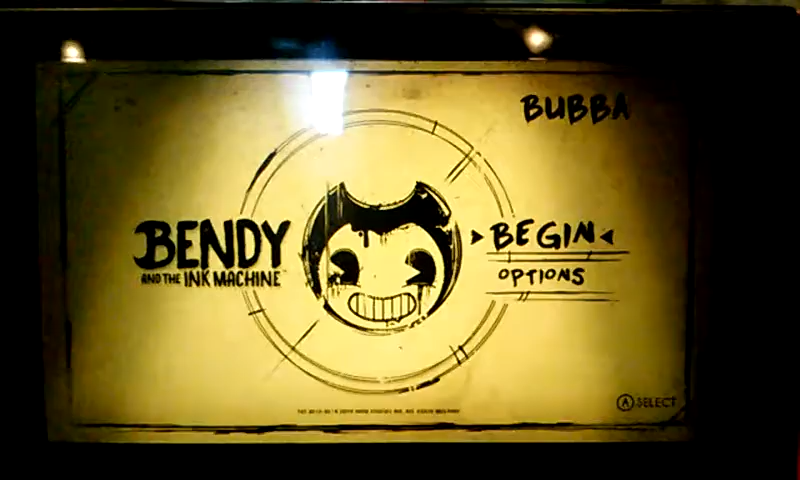 BUBBA
BENDY
AND THE INK MACHINE
BEGIN
OPTIONS
A SELECT